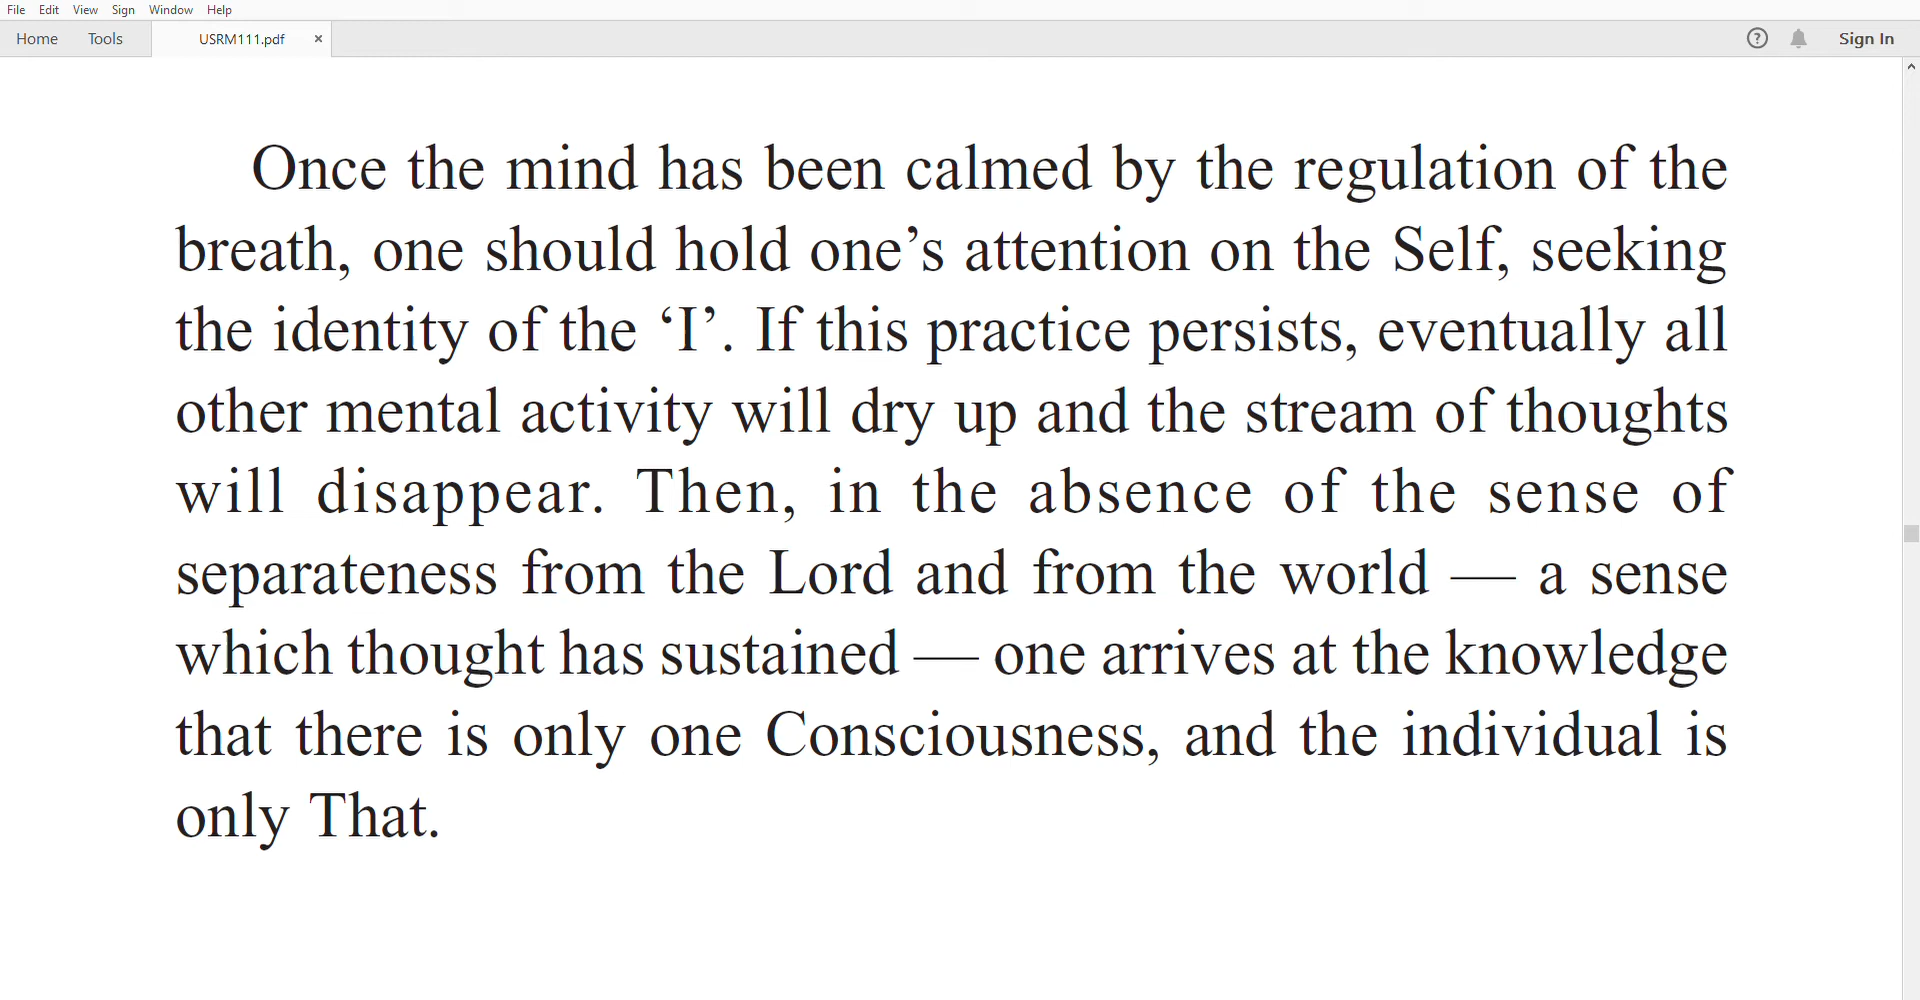 File Edit View Sign Window Help
Home Tools USRM111.pdf × ? Sign In
Once the mind has been calmed by the regulation of the
breath, one should hold one’s attention on the Self, seeking
the identity of the ‘I’. If this practice persists, eventually all
other mental activity will dry up and the stream of thoughts
will disappear. Then, in the absence of the sense of
separateness from the Lord and from the world — a sense
which thought has sustained — one arrives at the knowledge
that there is only one Consciousness, and the individual is
only That.